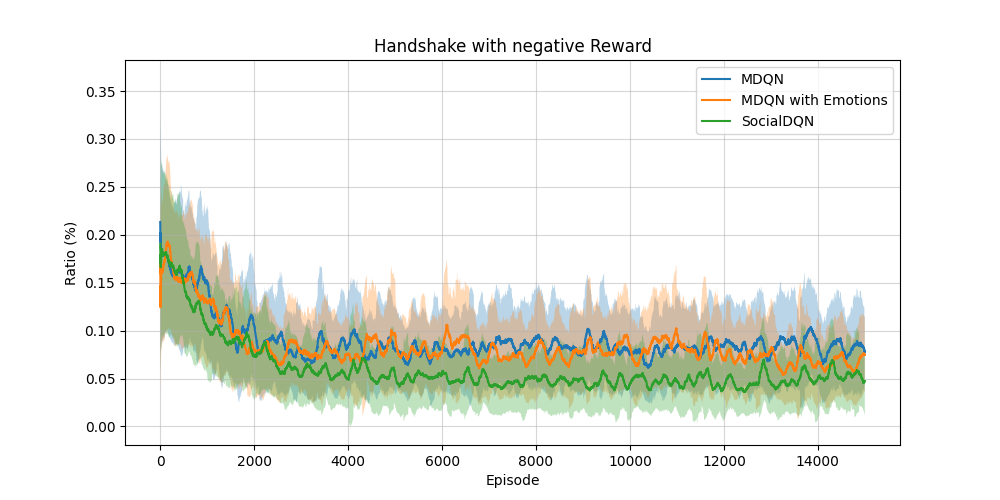 Handshake with negative Reward
MDQN
MDQN with Emotions
SocialDQN
Ratio (%)
0.35
0.30
0.25
0.20
0.15
0.10
0.05
0.00
0 2000 4000 6000 8000 10000 12000 14000
Episode